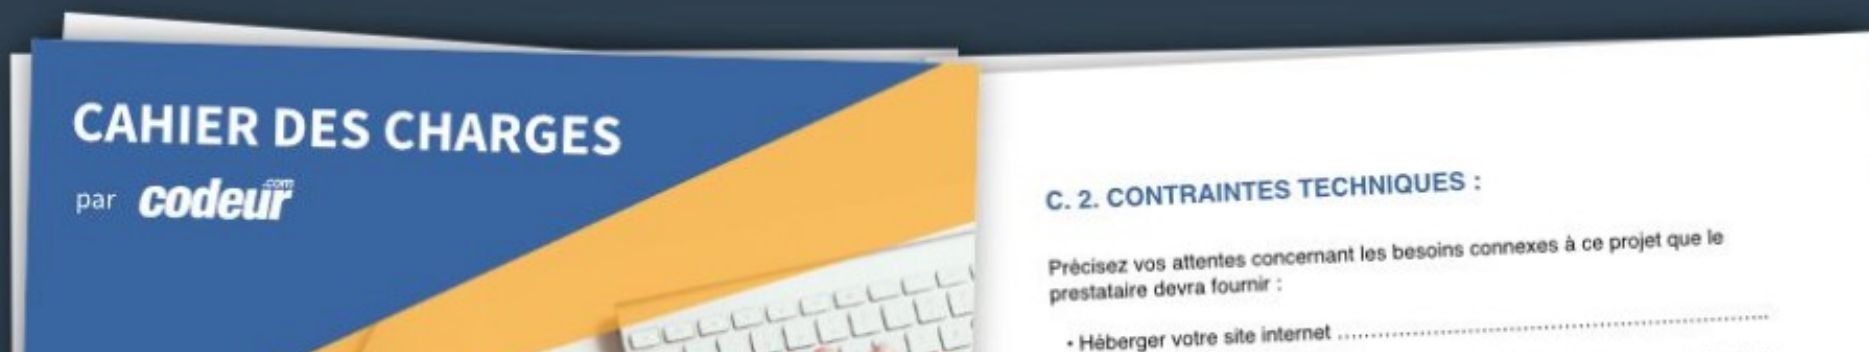 CAHIER DES CHARGES
par codeur.com
C. 2. CONTRAINTES TECHNIQUES :
Précisez vos attentes concernant les besoins connexes à ce projet que le
prestataire devra fournir :
• Héberger votre site internet ........................................................................